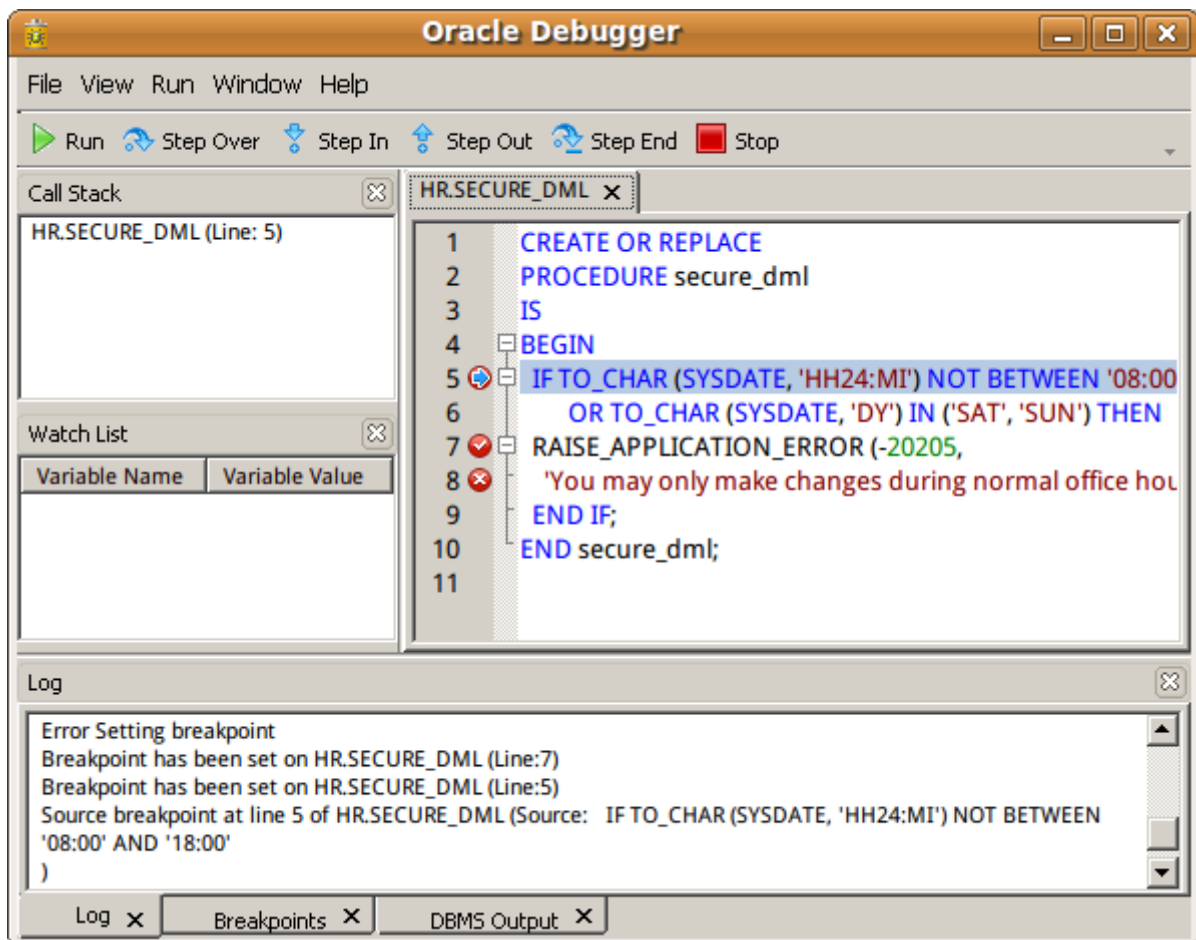 Oracle Debugger
File View Run Window Help
Run Step Over Step In Step Out Step End Stop
Call Stack
HR.SECURE_DML (Line: 5)
Watch List
Variable Name Variable Value
HR.SECURE_DML
1 CREATE OR REPLACE
2 PROCEDURE secure_dml
3 IS
4 BEGIN
5 IF TO_CHAR (SYSDATE, 'HH24:MI') NOT BETWEEN '08:00
6 OR TO_CHAR (SYSDATE, 'DY') IN ('SAT', 'SUN') THEN
7 RAISE_APPLICATION_ERROR (-20205,
8 'You may only make changes during normal office hou
9 END IF;
10 END secure_dml;
11
Log
Error Setting breakpoint
Breakpoint has been set on HR.SECURE_DML (Line:7)
Breakpoint has been set on HR.SECURE_DML (Line:5)
Source breakpoint at line 5 of HR.SECURE_DML (Source: IF TO_CHAR (SYSDATE, 'HH24:MI') NOT BETWEEN
'08:00' AND '18:00'
)
Log Breakpoints DBMS Output